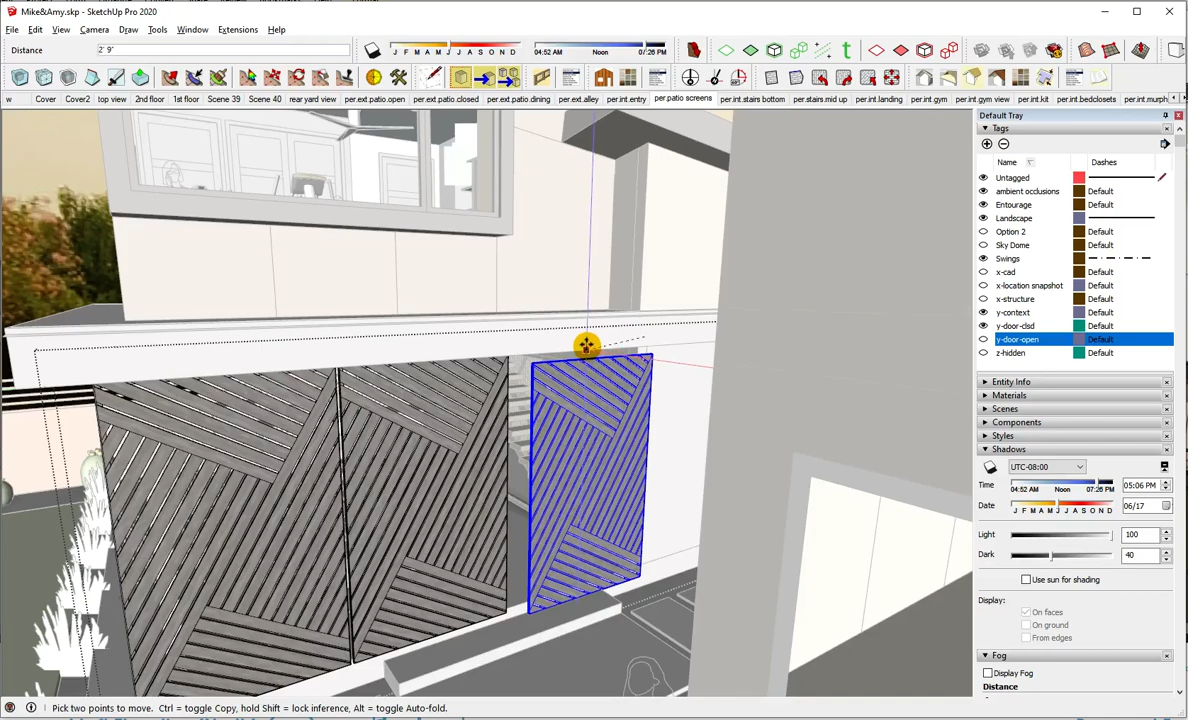 Mike&Amy.skp - SketchUp Pro 2020
File Edit View Camera Draw Tools Window Extensions Help
Distance 2' 9"
J F M A M J J A S O N D 04:52 AM Noon 07:26 PM
w Cover Cover2 top view 2nd floor 1st floor Scene 39 Scene 40 rear yard view per.ext.patio.open per.ext.patio.closed per.ext.patio.dining per.ext.alley per.int.entry per.patio screens per.int.stairs bottom per.stairs.mid up per.int.landing per.int.gym per.int.gym view per.int.kit per.int.bedclosets per.int.murph
Default Tray
Tags
Name Dashes
Untagged
ambient occlusions Default
Entourage Default
Landscape
Option 2 Default
Sky Dome Default
Swings
x-cad Default
x-location snapshot Default
x-structure Default
y-context Default
y-door-clsd Default
y-door-open Default
z-hidden Default
Entity Info
Materials
Scenes
Components
Styles
Shadows
UTC-08:00
Time 04:52 AM Noon 07:26 PM 05:06 PM
Date J F M A M J J A S O N D 06/17
Light 100
Dark 40
Use sun for shading
Display:
On faces
On ground
From edges
Fog
Display Fog
Distance
Pick two points to move. Ctrl = toggle Copy, hold Shift = lock inference, Alt = toggle Auto-fold.